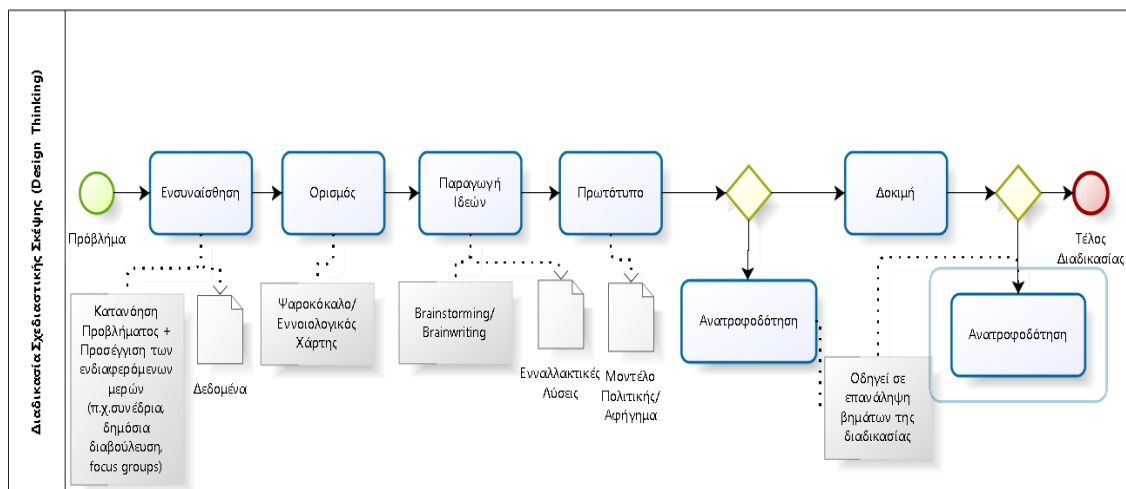 Διαδικασία Σχεδιαστικής Σκέψης (Design Thinking)
Πρόβλήμα
Ενσυναίσθηση
Ορισμός
Παραγωγή
Ιδεών
Πρωτότυπο
Δοκιμή
Τέλος
Διαδικασίας
Κατανόηση
Προβλήματος +
Προσέγγιση των
ενδιαφερόμενων
μερών
(π.χ.συνέδρια,
δημόσια
διαβούλευση,
focus groups)
Δεδομένα
Ψαροκόκαλο/
Εννοιολογικός
Χάρτης
Brainstorming/
Brainwriting
Ενναλλακτικές
Λύσεις
Μοντέλο
Πολιτικής/
Αφήγημα
Ανατροφοδότηση
Οδηγεί σε
επανάληψη
βημάτων της
διαδικασίας
Ανατροφοδότηση